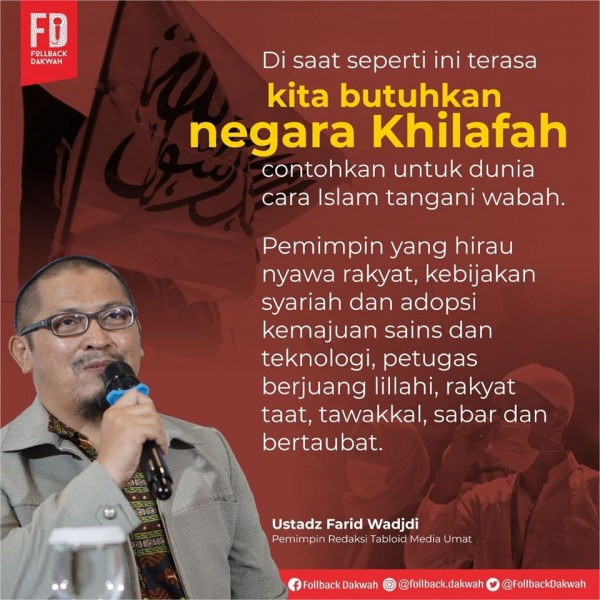 FD
FOLLBACK
DAKWAH
Di saat seperti ini terasa
kita butuhkan
negara Khilafah
contohkan untuk dunia
cara Islam tangani wabah.
Pemimpin yang hirau
nyawa rakyat, kebijakan
syariah dan adopsi
kemajuan sains dan
teknologi, petugas
berjuang lillahi, rakyat
taat, tawakkal, sabar dan
bertaubat.
Ustadz Farid Wadjdi
Pemimpin Redaksi Tabloid Media Umat
Follback Dakwah @follback.dakwah @FollbackDakwah